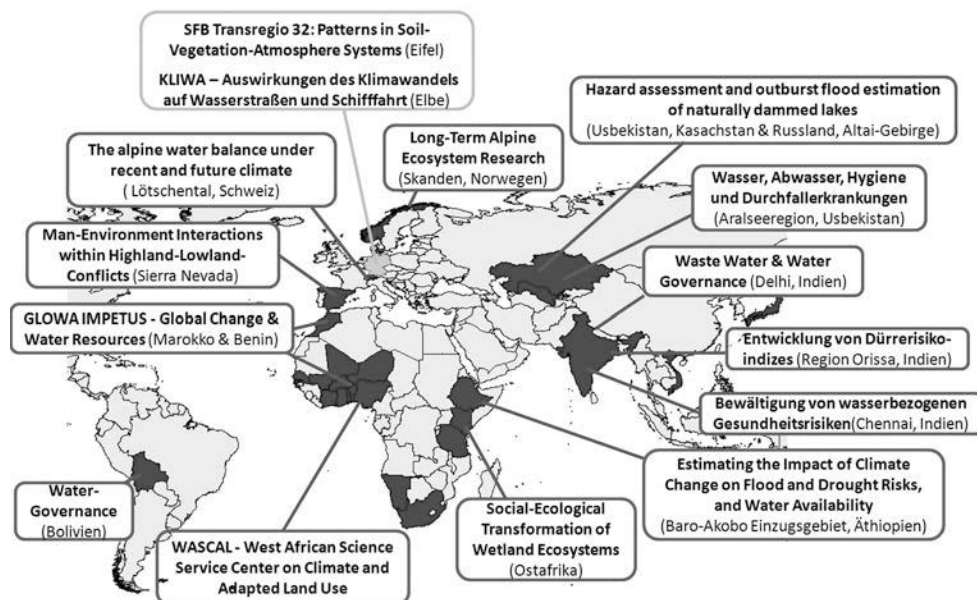 SFB Transregio 32: Patterns in Soil-
Vegetation-Atmosphere Systems (Eifel)
KLIWA – Auswirkungen des Klimawandels
auf Wasserstraßen und Schifffahrt (Elbe)
Hazard assessment and outburst flood estimation
of naturally dammed lakes
(Usbekistan, Kasachstan & Russland, Altai-Gebirge)
Long-Term Alpine
Ecosystem Research
(Skanden, Norwegen)
The alpine water balance under
recent and future climate
( Lötschental, Schweiz)
Wasser, Abwasser, Hygiene
und Durchfallerkrankungen
(Aralseeregion, Usbekistan)
Man-Environment Interactions
within Highland-Lowland-
Conflicts (Sierra Nevada)
Waste Water & Water
Governance (Delhi, Indien)
GLOWA IMPETUS - Global Change &
Water Resources (Marokko & Benin)
Entwicklung von Dürrerisiko-
indizes (Region Orissa, Indien)
Bewältigung von wasserbezogenen
Gesundheitsrisiken(Chennai, Indien)
Estimating the Impact of Climate
Change on Flood and Drought Risks,
and Water Availability
(Baro-Akobo Einzugsgebiet, Äthiopien)
Water-
Governance
(Bolivien)
Social-Ecological
Transformation of
Wetland Ecosystems
(Ostafrika)
WASCAL - West African Science
Service Center on Climate and
Adapted Land Use